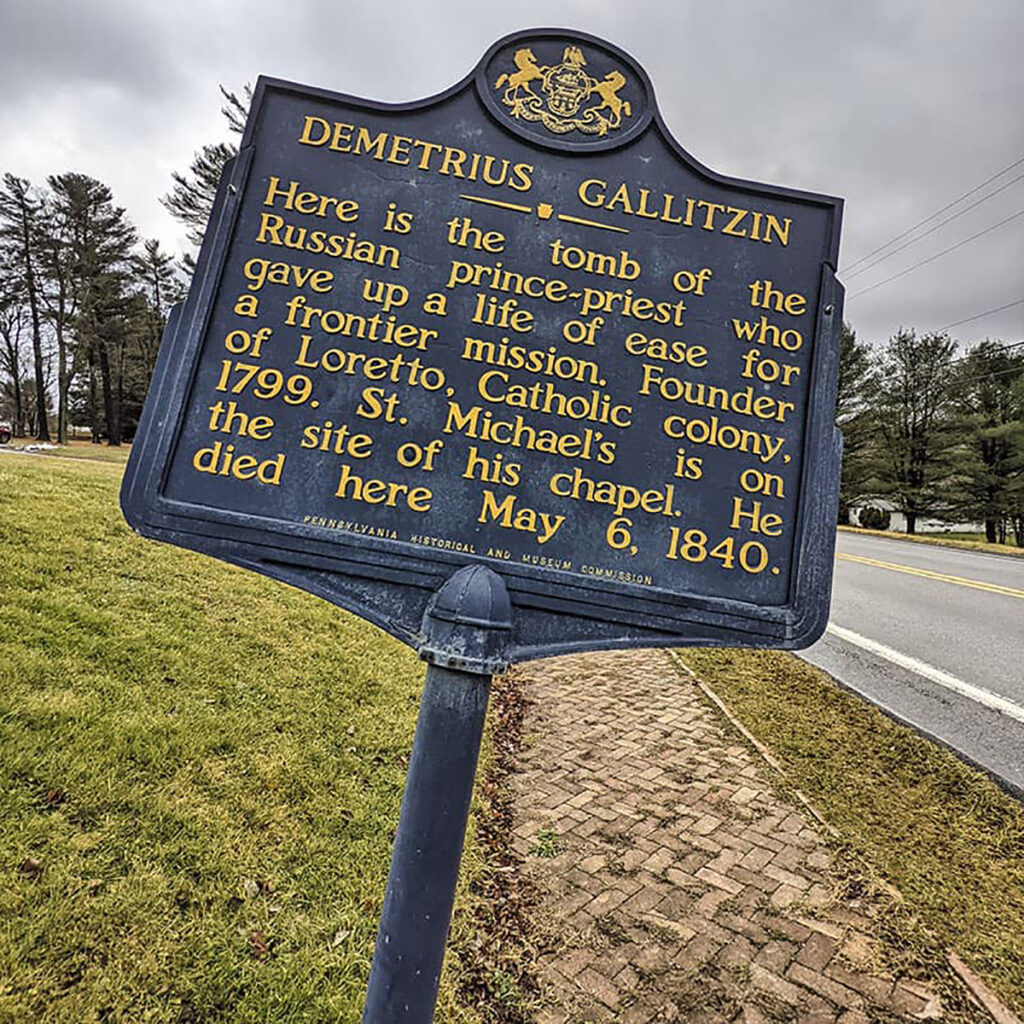 DEMETRIUS GALLITZIN
Here is the tomb of the
Russian prince-priest who
gave up a life of ease for
a frontier mission. Founder
of Loretto, Catholic colony,
1799. St. Michael's is on
the site of his chapel. He
died here May 6, 1840.
PENNSYLVANIA HISTORICAL AND MUSEUM COMMISSION